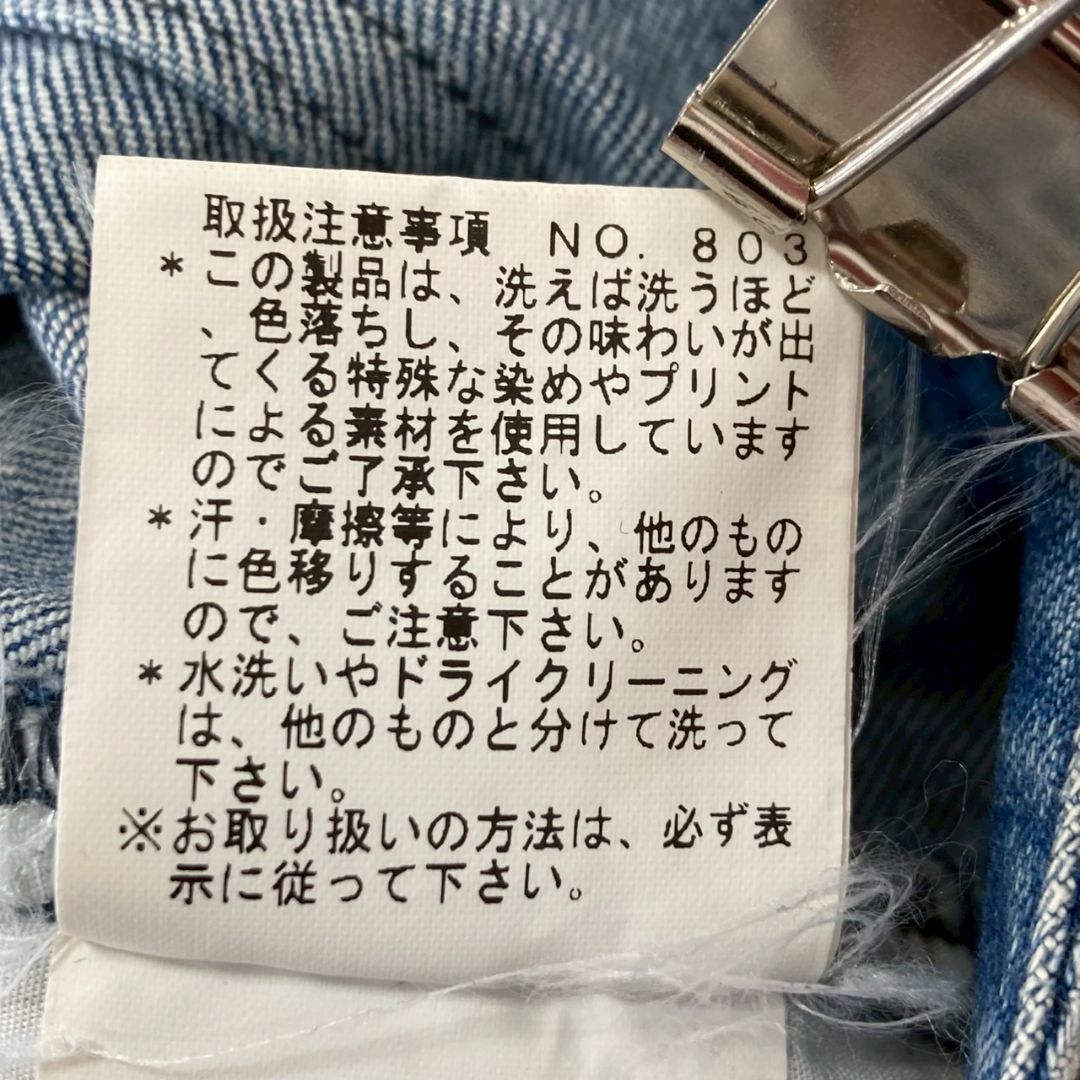 取扱注意事項 NO. 803
*この製品は、洗えば洗うほど
、色落ちし、その味わいが出
てくる特殊な染めやプリント
による素材を使用しています
のでご了承下さい。
*汗・摩擦等により、他のもの
に色移りすることがあります
ので、ご注意下さい。
*水洗いやドライクリーニング
は、他のものと分けて洗って
下さい。
※お取り扱いの方法は、必ず表
示に従って下さい。